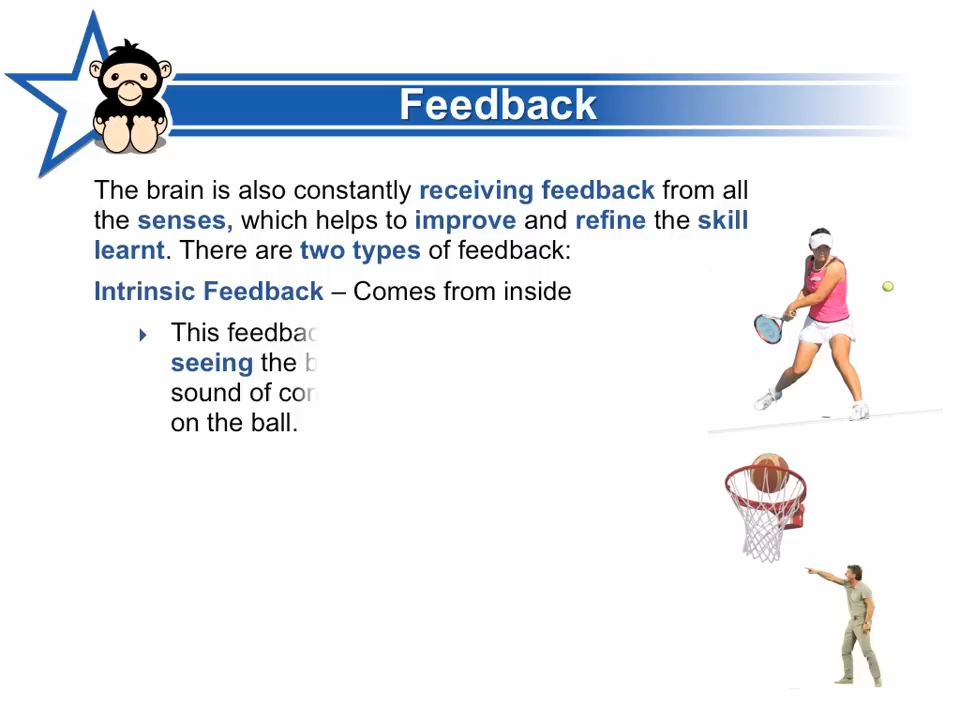 Feedback
The brain is also constantly receiving feedback from all
the senses, which helps to improve and refine the skill
learnt. There are two types of feedback:
Intrinsic Feedback – Comes from inside
This
seeing the
sound of
on the ball.